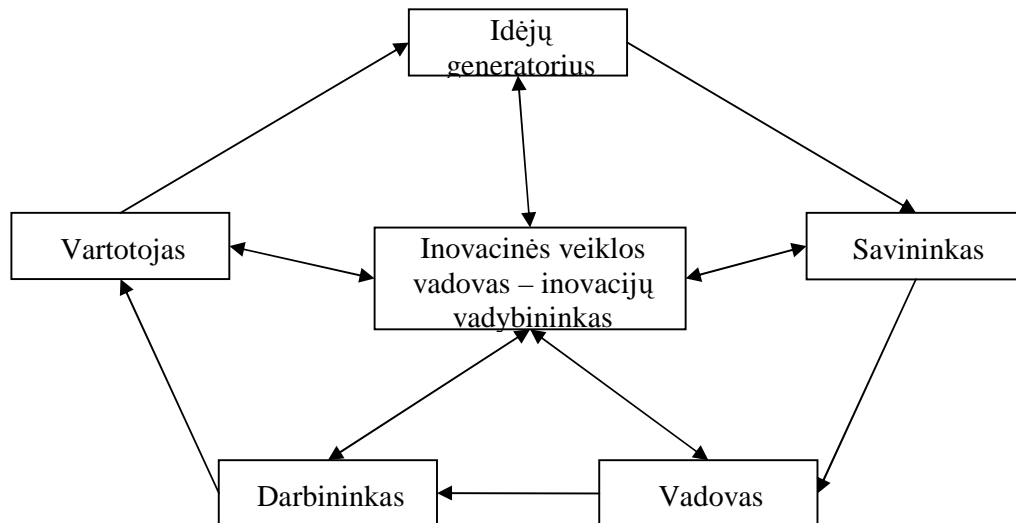 Idėjų
generatorius
Vartotojas
Inovacinės veiklos
vadovas – inovacijų
vadybininkas
Savininkas
Darbininkas
Vadovas